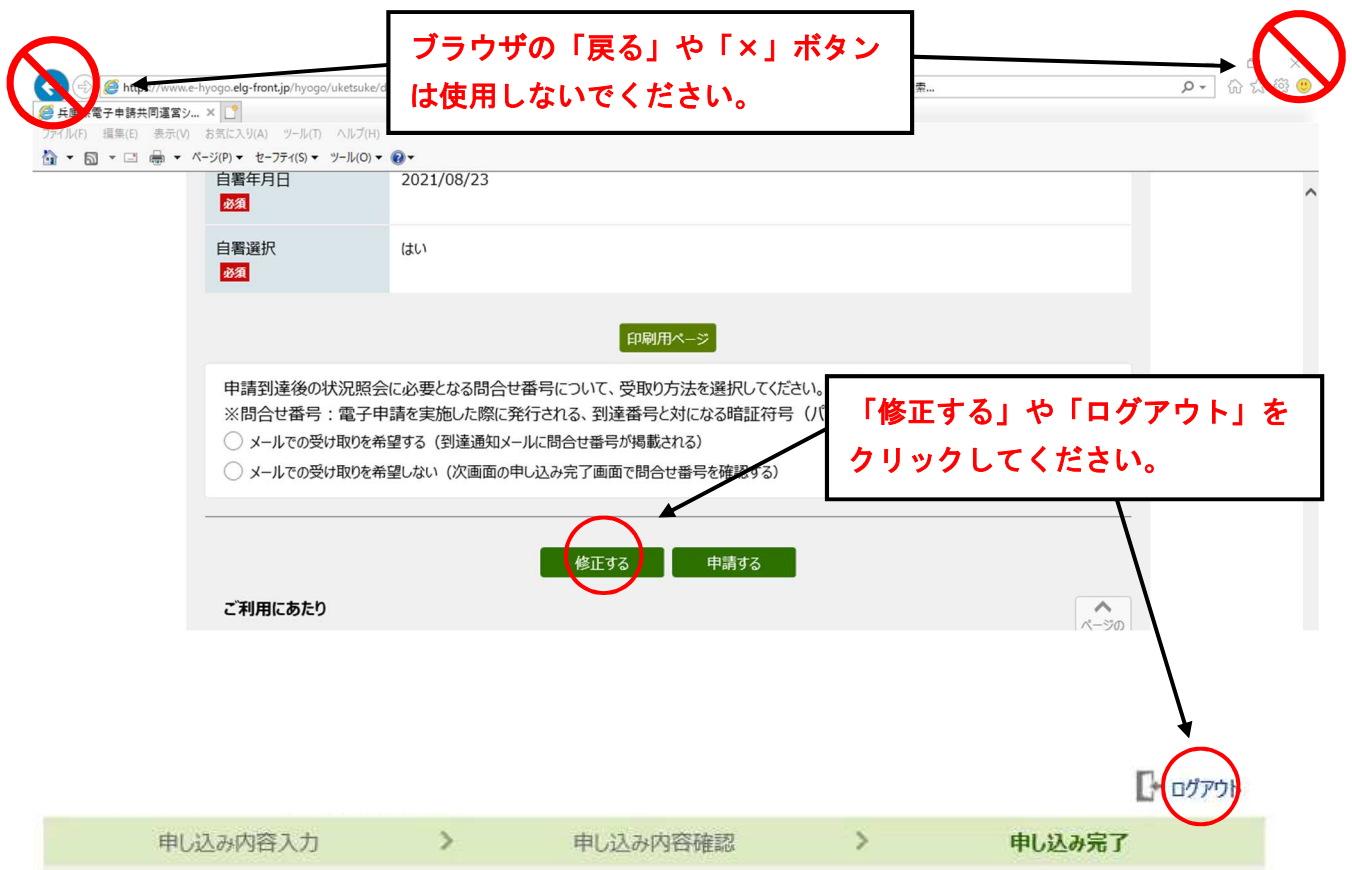 ブラウザの「戻る」や「×」ボタン
は使用しないでください。
https://www.e-hyogo.elg-front.jp/hyogo/uketsuke/d
索...
兵庫県電子申請共同運営シ... ×
ファイル(F) 編集(E) 表示(V) お気に入り(A) ツール(T) ヘルプ(H)
ページ(P) セーフティ(S) ツール(O)
自署年月日 2021/08/23
必須
自署選択 はい
必須
印刷用ページ
申請到達後の状況照会に必要となる問合せ番号について、受取り方法を選択してください。
※問合せ番号：電子申請を実施した際に発行される、到達番号と対になる暗証符号（パ
メールでの受け取りを希望する（到達通知メールに問合せ番号が掲載される）
メールでの受け取りを希望しない（次画面の申し込み完了画面で問合せ番号を確認する）
「修正する」や「ログアウト」を
クリックしてください。
修正する 申請する
ご利用にあたり
ページの
ログアウト
申し込み内容入力 > 申し込み内容確認 > 申し込み完了